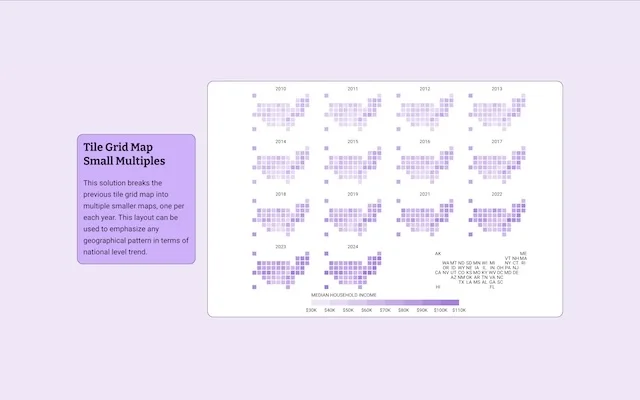 Tile Grid Map
Small Multiples
This solution breaks the
previous tile grid map into
multiple smaller maps, one per
each year. This layout can be
used to emphasize any
geographical pattern in terms of
national level trend.
2010 2011 2012 2013
2014 2015 2016 2017
2018 2019 2020 2021 2022
2023 2024
AK ME
VT NH MA
WA MT ND SD MN WI MI NY CT RI
OR ID WY NE IA IL IN OH PA NJ
CA NV UT CO KS MO KY WV DC MD DE
AZ NM OK AR TN VA NC
TX LA MS AL GA SC
HI FL
MEDIAN HOUSEHOLD INCOME
$30K $40K $50K $60K $70K $80K $90K $100K $110K